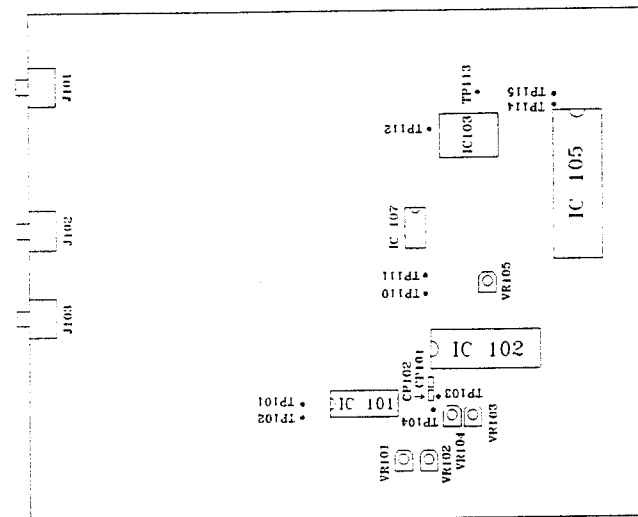 J101
TP113
TP115
TP114
TP112
IC103
IC 105
J102
IC 107
TP111
TP110
VR105
J103
IC 102
CP102
CP101
TP101
TP102
IC 101
TP103
TP104
VR103
VR104
VR101
VR102